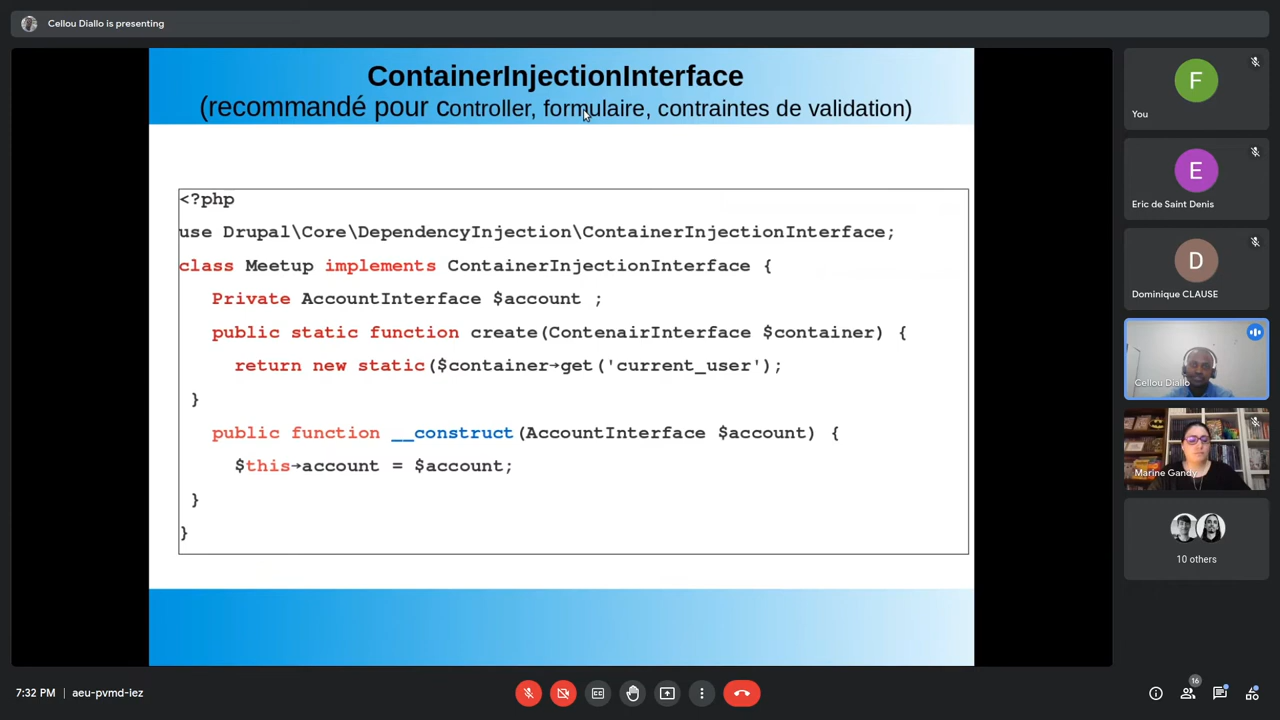 Cellou Diallo is presenting
ContainerInjectionInterface
(recommandé pour controller, formulaire, contraintes de validation)
<?php
use Drupal\Core\DependencyInjection\ContainerInjectionInterface;
class Meetup implements ContainerInjectionInterface {
Private AccountInterface $account ;
public static function create(ContenairInterface $container) {
return new static($container→get('current_user');
}
public function __construct(AccountInterface $account) {
$this→account = $account;
}
}
F
You
E
Eric de Saint Denis
D
Dominique CLAUSE
Cellou Diallo
Marine Gandy
10 others
7:32 PM | aeu-pvmd-iez
16